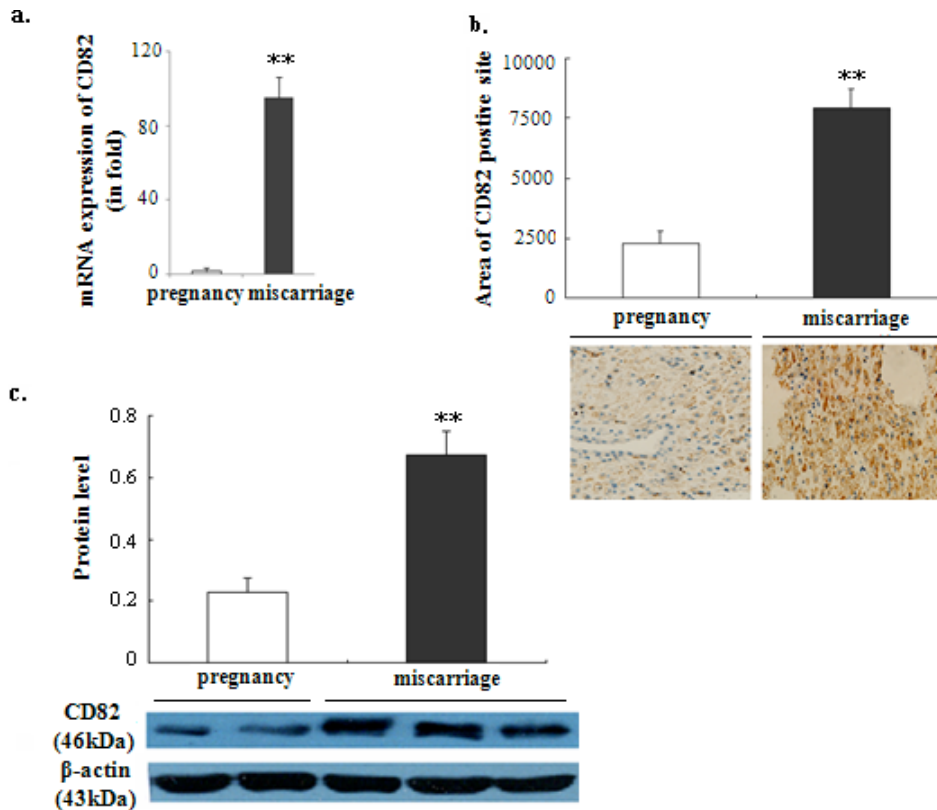 a.
mRNA expression of CD82
(in fold)
120
80
40
0
**
pregnancy miscarriage
b.
Area of CD82 postive site
10000
7500
5000
2500
0
**
pregnancy
miscarriage
c.
Protein level
0.8
0.6
0.4
0.2
0
**
pregnancy
miscarriage
CD82
(46kDa)
β-actin
(43kDa)